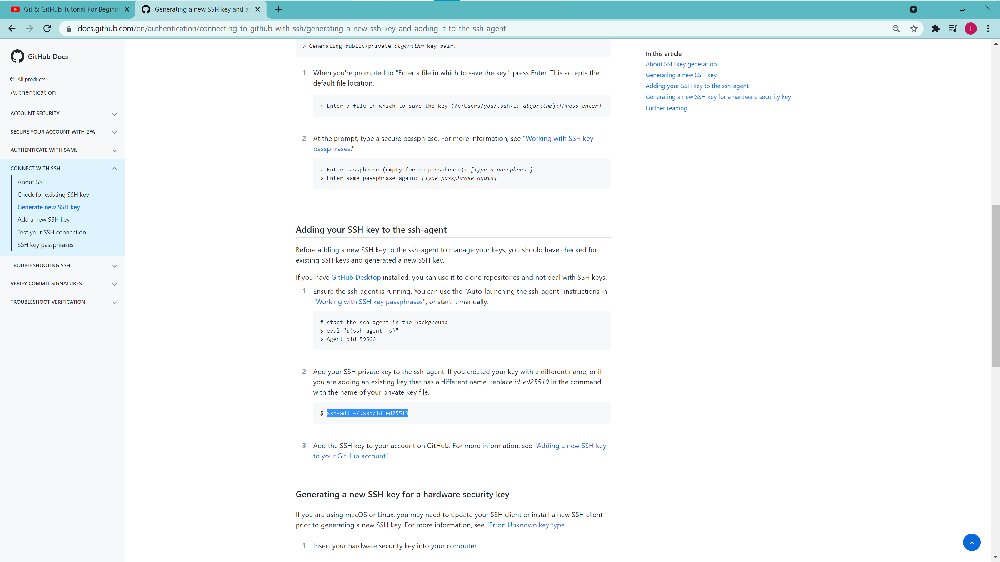 Git & GitHub Tutorial For Beginn
Generating a new SSH key and a
docs.github.com/en/authentication/connecting-to-github-with-ssh/generating-a-new-ssh-key-and-adding-it-to-the-ssh-agent
I
GitHub Docs
All products
Authentication
ACCOUNT SECURITY
SECURE YOUR ACCOUNT WITH 2FA
AUTHENTICATE WITH SAML
CONNECT WITH SSH
About SSH
Check for existing SSH key
Generate new SSH key
Add a new SSH key
Test your SSH connection
SSH key passphrases
TROUBLESHOOTING SSH
VERIFY COMMIT SIGNATURES
TROUBLESHOOT VERIFICATION
> Generating public/private algorithm key pair.
1 When you're prompted to "Enter a file in which to save the key," press Enter. This accepts the
default file location.
> Enter a file in which to save the key (/c/Users/you/.ssh/id_algorithm):[Press enter]
2 At the prompt, type a secure passphrase. For more information, see "Working with SSH key
passphrases."
> Enter passphrase (empty for no passphrase): [Type a passphrase]
> Enter same passphrase again: [Type passphrase again]
Adding your SSH key to the ssh-agent
Before adding a new SSH key to the ssh-agent to manage your keys, you should have checked for
existing SSH keys and generated a new SSH key.
If you have GitHub Desktop installed, you can use it to clone repositories and not deal with SSH keys.
1 Ensure the ssh-agent is running. You can use the "Auto-launching the ssh-agent" instructions in
"Working with SSH key passphrases", or start it manually:
# start the ssh-agent in the background
$ eval "$(ssh-agent -s)"
> Agent pid 59566
2 Add your SSH private key to the ssh-agent. If you created your key with a different name, or if
you are adding an existing key that has a different name, replace id_ed25519 in the command
with the name of your private key file.
$ ssh-add ~/.ssh/id_ed25519
3 Add the SSH key to your account on GitHub. For more information, see "Adding a new SSH key
to your GitHub account."
Generating a new SSH key for a hardware security key
If you are using macOS or Linux, you may need to update your SSH client or install a new SSH client
prior to generating a new SSH key. For more information, see "Error: Unknown key type."
1 Insert your hardware security key into your computer.
In this article
About SSH key generation
Generating a new SSH key
Adding your SSH key to the ssh-agent
Generating a new SSH key for a hardware security key
Further reading